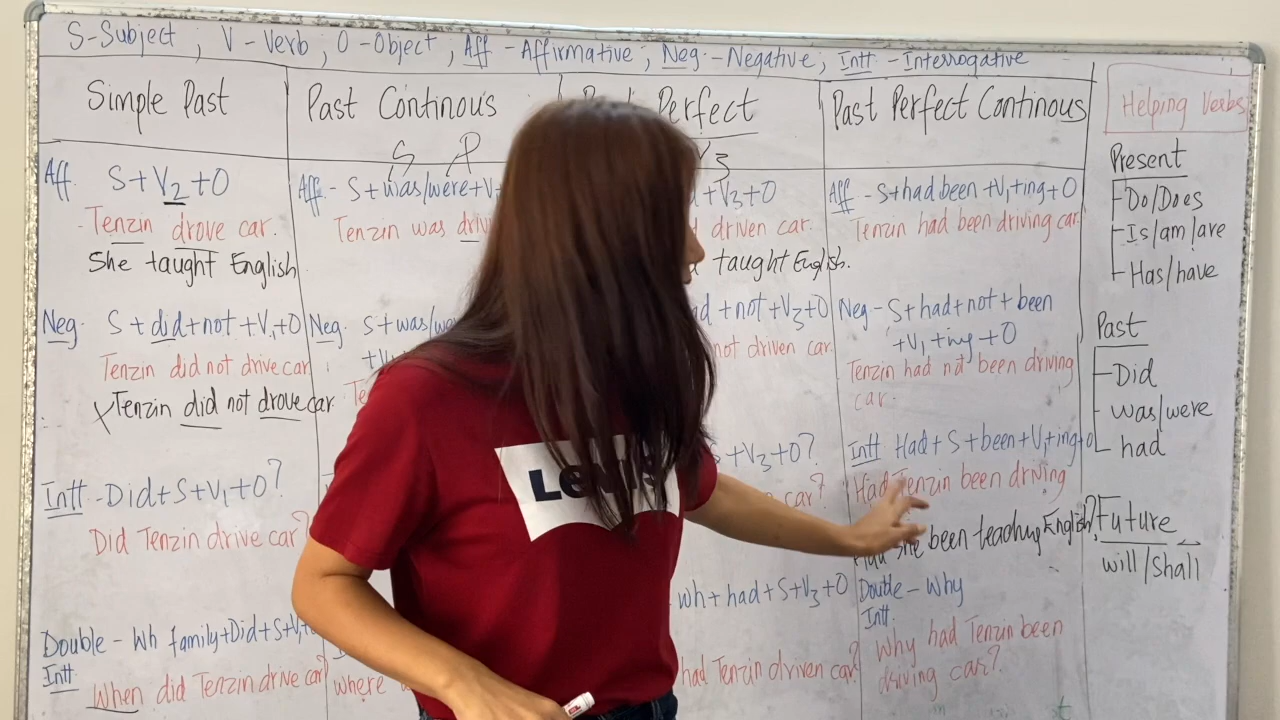 S-Subject , V-Verb, O-Object, Aff -Affirmative, Neg-Negative, Intt -Interrogative
Simple Past
Aff. S+V2+O
Tenzin drove car.
She taught English
Neg. S+did+not+V1+O
Tenzin did not drive car
X Tenzin did not drove car.
Intt-Did+S+V1+O?
Did Tenzin drive car?
Double - Wh family+Did+S+V1+
Intt
When did Tenzin drive car?
Past Continous
S P
Aff- S+was/were+V
Tenzin was
Neg. S+was/
where
Perfect
V3
+V3+O
driven car.
taught English.
+not+V3+O
not driven car.
+V3+O?
car?
wh+had+S+V3+O
had Tenzin driven car?
Past Perfect Continous
Aff -S+had been+V1+ing+O
Tenzin had been driving car.
Neg-S+had+not+been
+V1+ing+O
Tenzin had not been driving
car.
Intt Had+S+been+V1+ing+O
Had Tenzin been driving
Had she been teaching English?
Double-Why
Intt.
Why had Tenzin been
driving car?
Helping Verbs
Present
Do/Does
Is/am/are
Has/have
Past
Did
was/were
had
Future
will/shall
Levi's